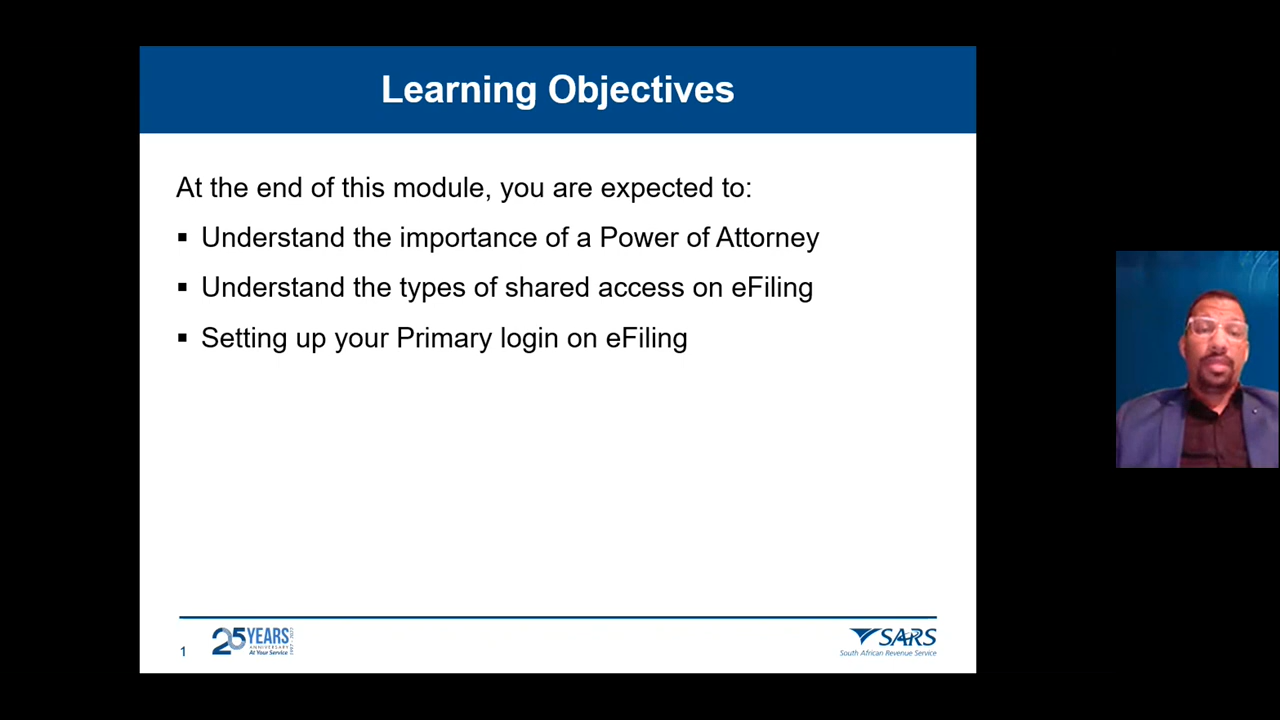 Learning Objectives
At the end of this module, you are expected to:
▪ Understand the importance of a Power of Attorney
▪ Understand the types of shared access on eFiling
▪ Setting up your Primary login on eFiling
1
25 YEARS
ANNIVERSARY
At Your Service
SARS
South African Revenue Service